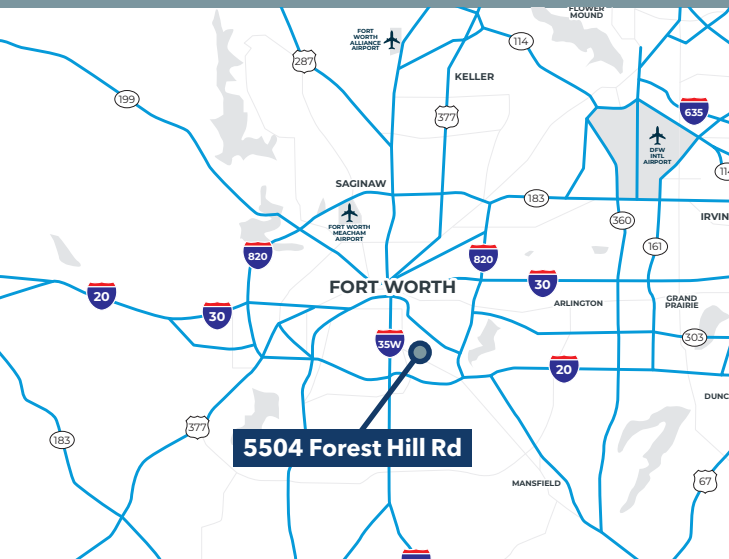 FLOWER
MOUND
FORT
WORTH
ALLIANCE
AIRPORT
114
287
KELLER
199
377
635
DFW
INTL
AIRPORT
SAGINAW
183
FORT WORTH
MEACHAM
AIRPORT
360
IRVIN
161
820
820
FORT WORTH
30
20
ARLINGTON
GRAND
PRAIRIE
30
35W
303
20
DUNC
377
183
5504 Forest Hill Rd
MANSFIELD
67